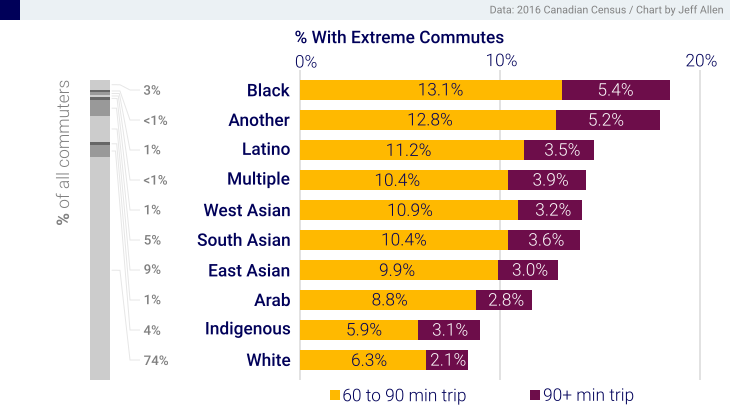 Data: 2016 Canadian Census / Chart by Jeff Allen
% With Extreme Commutes
0% 10% 20%
% of all commuters
3% Black 13.1% 5.4%
<1% Another 12.8% 5.2%
1% Latino 11.2% 3.5%
<1% Multiple 10.4% 3.9%
1% West Asian 10.9% 3.2%
5% South Asian 10.4% 3.6%
9% East Asian 9.9% 3.0%
1% Arab 8.8% 2.8%
4% Indigenous 5.9% 3.1%
74% White 6.3% 2.1%
60 to 90 min trip 90+ min trip